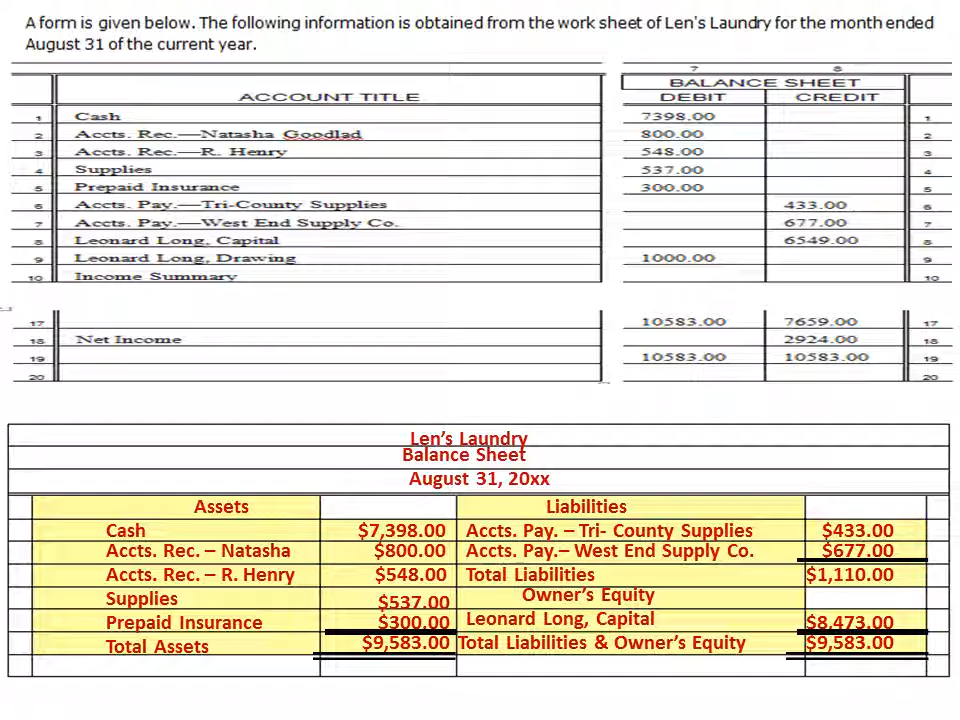 A form is given below. The following information is obtained from the work sheet of Len's Laundry for the month ended
August 31 of the current year.
7 8
BALANCE SHEET
ACCOUNT TITLE DEBIT CREDIT
1 Cash 7398.00 1
2 Accts. Rec.—Natasha Goodlad 800.00 2
3 Accts. Rec.—R. Henry 548.00 3
4 Supplies 537.00 4
5 Prepaid Insurance 300.00 5
6 Accts. Pay.—Tri-County Supplies 433.00 6
7 Accts. Pay.—West End Supply Co. 677.00 7
8 Leonard Long, Capital 6549.00 8
9 Leonard Long, Drawing 1000.00 9
10 Income Summary 10
17 10583.00 7659.00 17
18 Net Income 2924.00 18
19 10583.00 10583.00 19
20 20
Len's Laundry
Balance Sheet
August 31, 20xx
Assets Liabilities
Cash $7,398.00 Accts. Pay. – Tri- County Supplies $433.00
Accts. Rec. – Natasha $800.00 Accts. Pay.– West End Supply Co. $677.00
Accts. Rec. – R. Henry $548.00 Total Liabilities $1,110.00
Supplies $537.00 Owner's Equity
Prepaid Insurance $300.00 Leonard Long, Capital $8,473.00
Total Assets $9,583.00 Total Liabilities & Owner's Equity $9,583.00